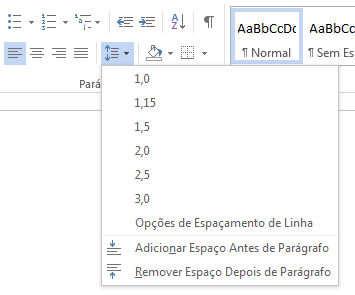 AaBbCcDc AaBbCcDc
¶ Normal ¶ Sem Es
Pará
1,0
1,15
1,5
2,0
2,5
3,0
Opções de Espaçamento de Linha
Adicionar Espaço Antes de Parágrafo
Remover Espaço Depois de Parágrafo